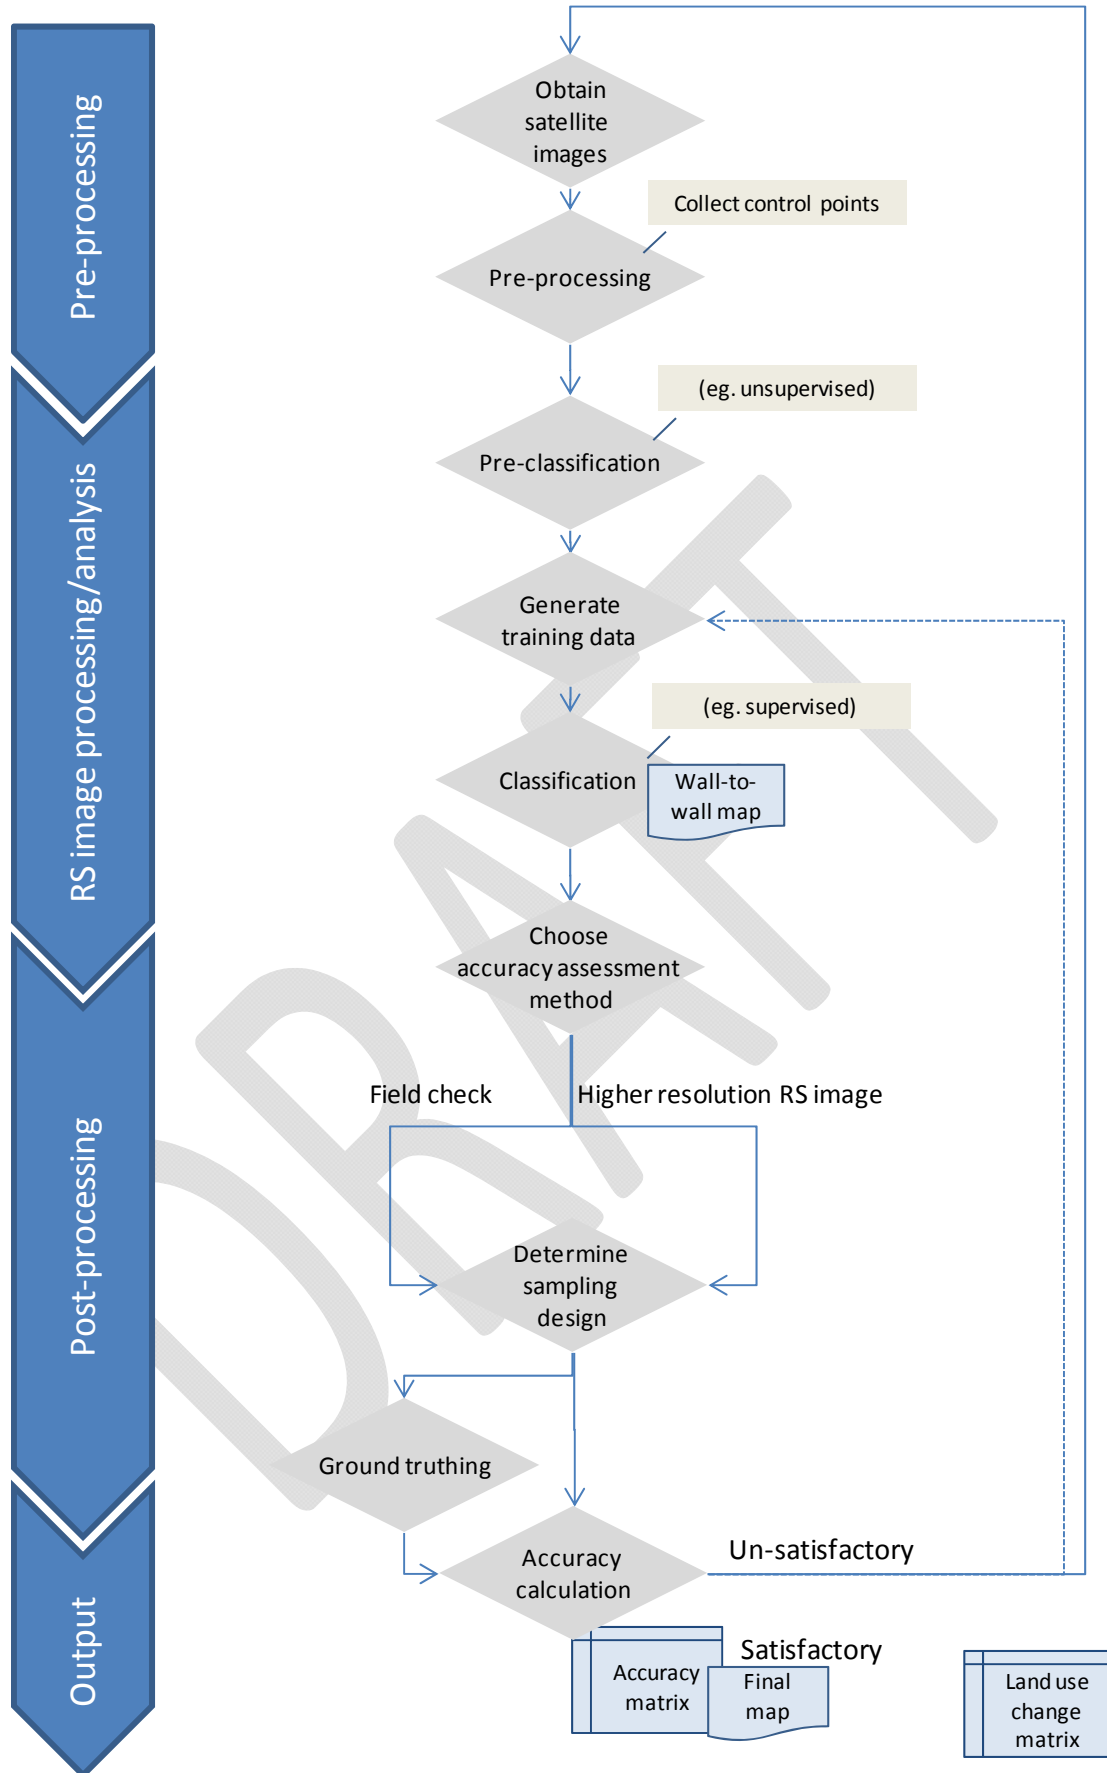 Pre-processing
RS image processing/analysis
Post-processing
Output
Obtain
satellite
images
Collect control points
Pre-processing
(eg. unsupervised)
Pre-classification
Generate
training data
(eg. supervised)
Classification
Wall-to-
wall map
Choose
accuracy assessment
method
Field check
Higher resolution RS image
Determine
sampling
design
Ground truthing
Accuracy
calculation
Un-satisfactory
Satisfactory
Accuracy
matrix
Final
map
Land use
change
matrix
DRAFT